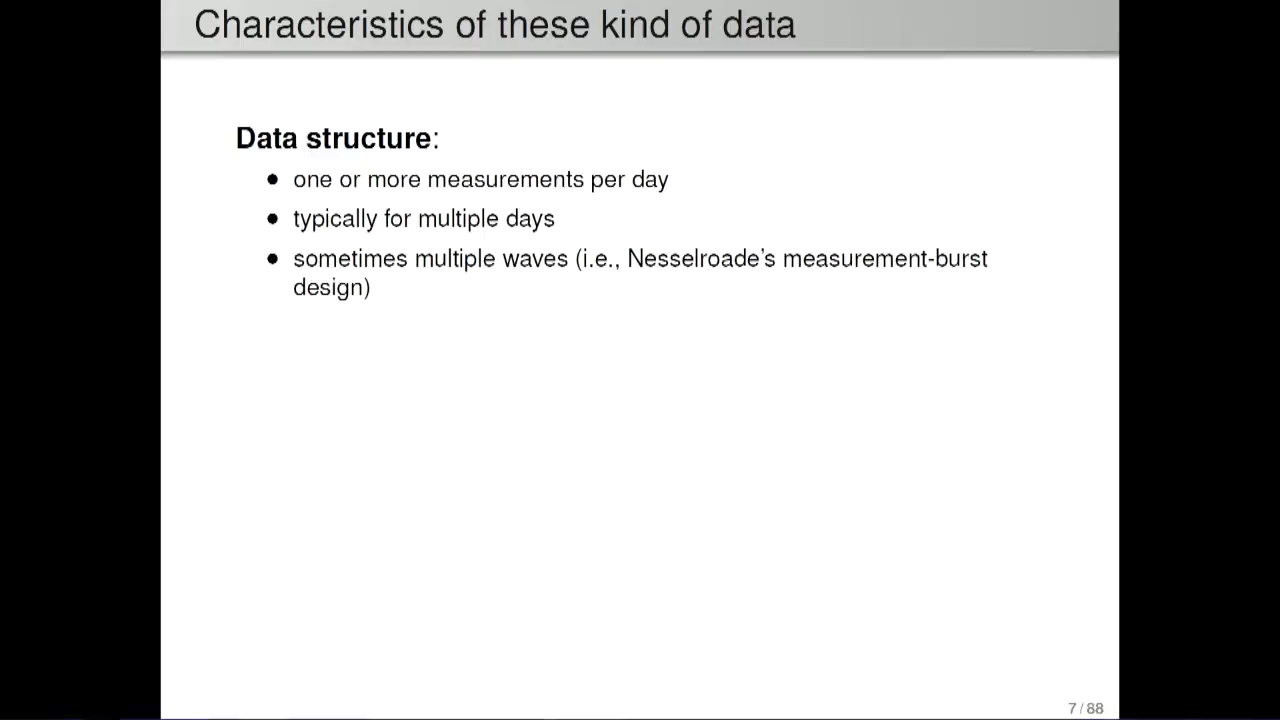 Characteristics of these kind of data
Data structure:
● one or more measurements per day
● typically for multiple days
● sometimes multiple waves (i.e., Nesselroade's measurement-burst
design)
7 / 88